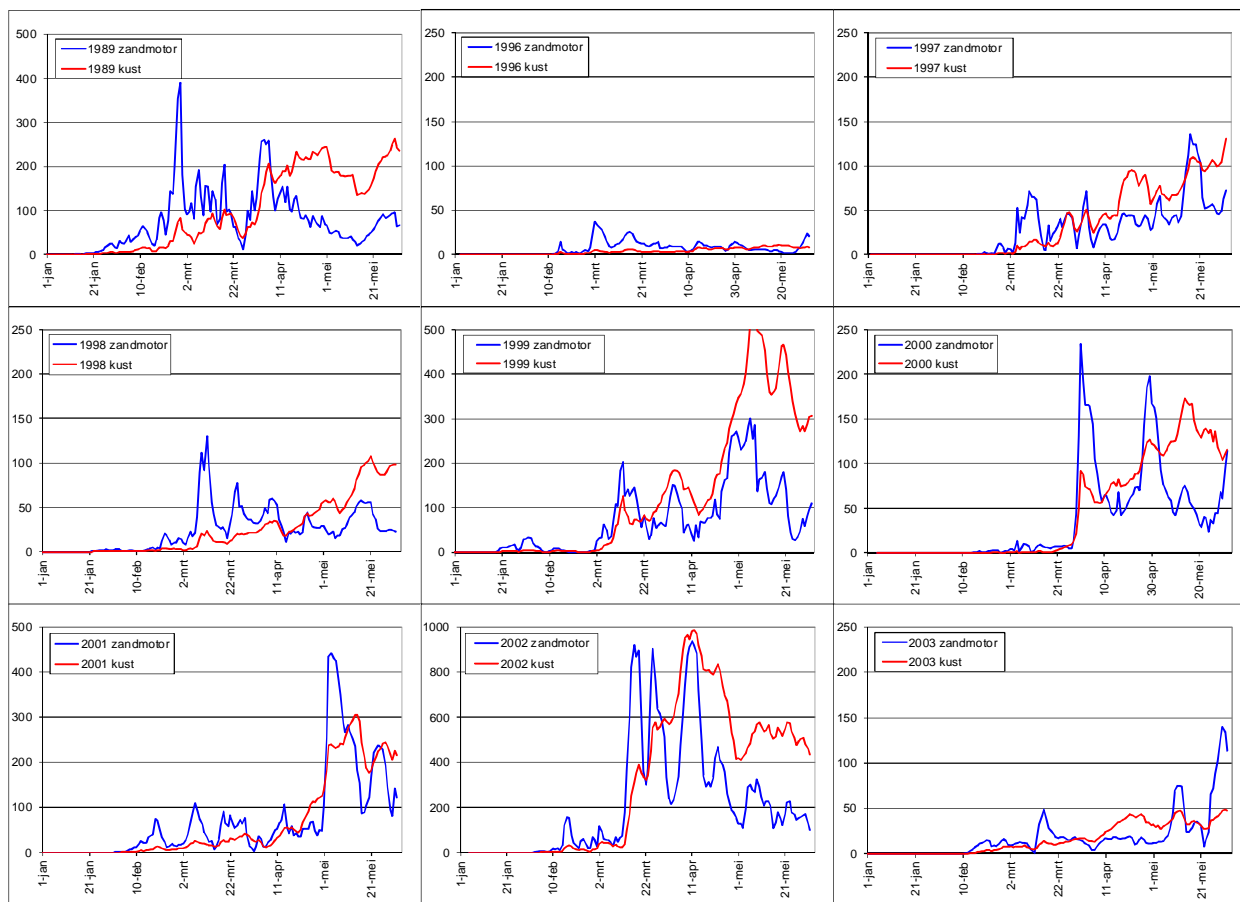 500
400
300
200
100
0
1989 zandmotor
1989 kust
1-jan
21-jan
10-feb
2-mrt
22-mrt
11-apr
1-mei
21-mei
250
200
150
100
50
0
1996 zandmotor
1996 kust
1-jan
21-jan
10-feb
1-mrt
21-mrt
10-apr
30-apr
20-mei
250
200
150
100
50
0
1997 zandmotor
1997 kust
1-jan
21-jan
10-feb
2-mrt
22-mrt
11-apr
1-mei
21-mei
250
200
150
100
50
0
1998 zandmotor
1998 kust
1-jan
21-jan
10-feb
2-mrt
22-mrt
11-apr
1-mei
21-mei
500
400
300
200
100
0
1999 zandmotor
1999 kust
1-jan
21-jan
10-feb
2-mrt
22-mrt
11-apr
1-mei
21-mei
250
200
150
100
50
0
2000 zandmotor
2000 kust
1-jan
21-jan
10-feb
1-mrt
21-mrt
10-apr
30-apr
20-mei
500
400
300
200
100
0
2001 zandmotor
2001 kust
1-jan
21-jan
10-feb
2-mrt
22-mrt
11-apr
1-mei
21-mei
1000
800
600
400
200
0
2002 zandmotor
2002 kust
1-jan
21-jan
10-feb
2-mrt
22-mrt
11-apr
1-mei
21-mei
250
200
150
100
50
0
2003 zandmotor
2003 kust
1-jan
21-jan
10-feb
2-mrt
22-mrt
11-apr
1-mei
21-mei